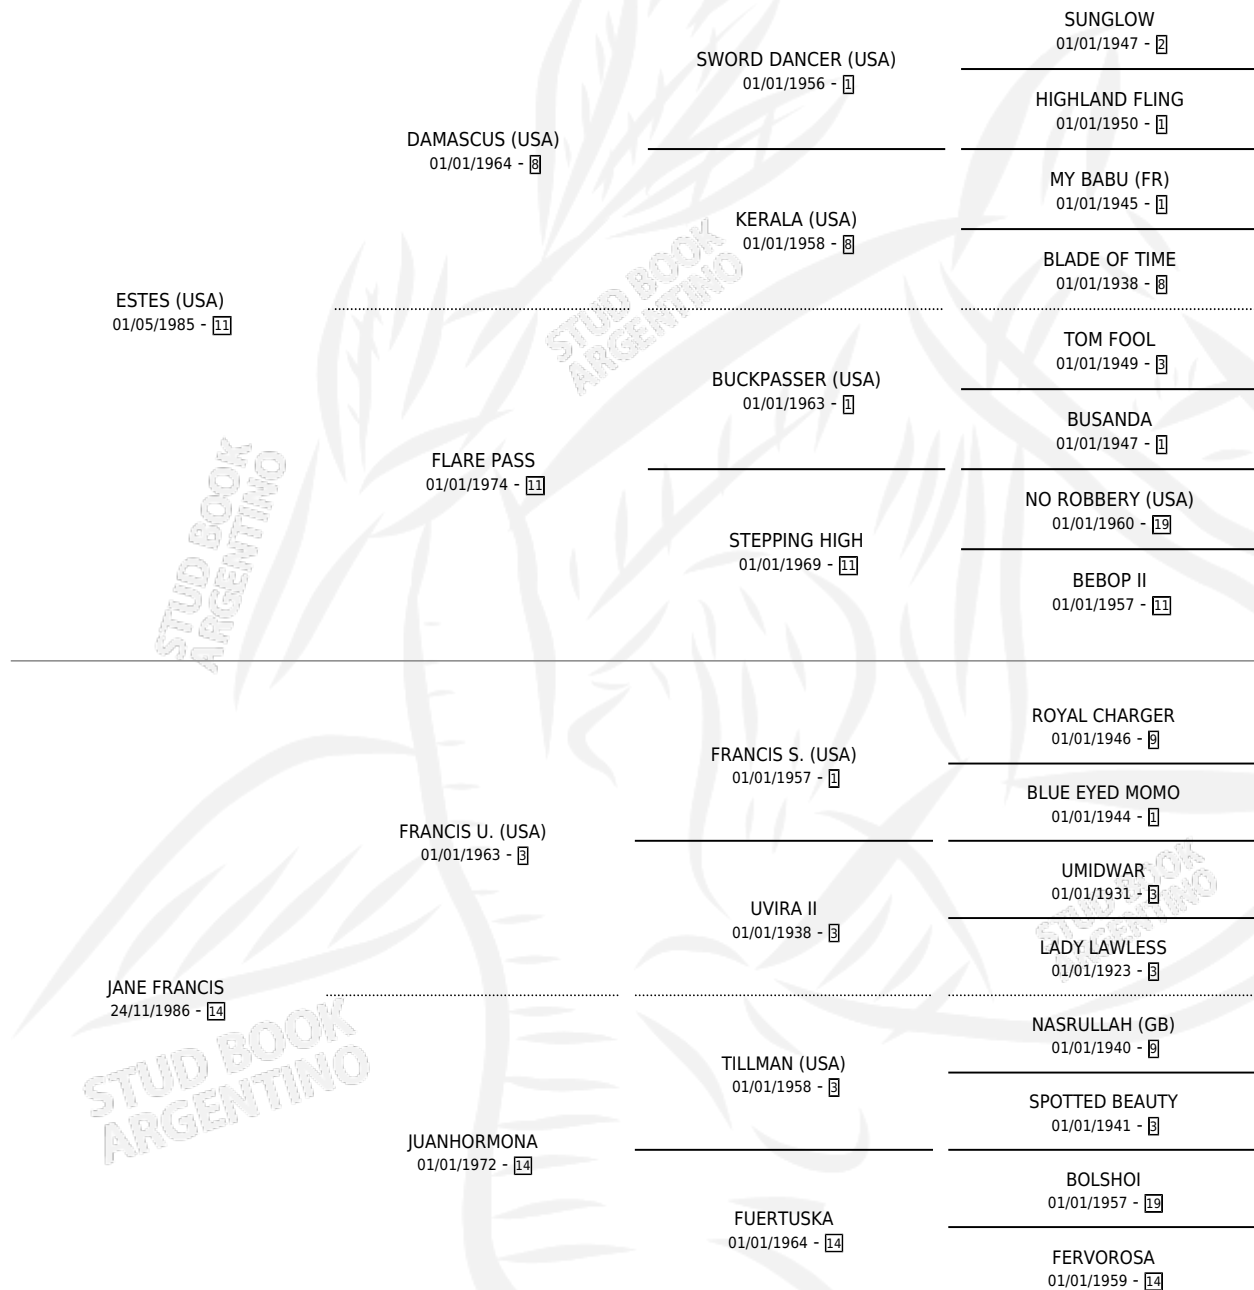 SUNGLOW
01/01/1947 - 2
SWORD DANCER (USA)
01/01/1956 - 1
HIGHLAND FLING
01/01/1950 - 1
DAMASCUS (USA)
01/01/1964 - 8
MY BABU (FR)
01/01/1945 - 1
KERALA (USA)
01/01/1958 - 8
BLADE OF TIME
01/01/1938 - 8
ESTES (USA)
01/05/1985 - 11
TOM FOOL
01/01/1949 - 3
BUCKPASSER (USA)
01/01/1963 - 1
BUSANDA
01/01/1947 - 1
FLARE PASS
01/01/1974 - 11
NO ROBBERY (USA)
01/01/1960 - 19
STEPPING HIGH
01/01/1969 - 11
BEBOP II
01/01/1957 - 11
STUD BOOK
ARGENTINO
STUD BOOK
ARGENTINO
ROYAL CHARGER
01/01/1946 - 9
FRANCIS S. (USA)
01/01/1957 - 1
BLUE EYED MOMO
01/01/1944 - 1
FRANCIS U. (USA)
01/01/1963 - 3
UMIDWAR
01/01/1931 - 3
UVIRA II
01/01/1938 - 3
LADY LAWLESS
01/01/1923 - 3
JANE FRANCIS
24/11/1986 - 14
NASRULLAH (GB)
01/01/1940 - 9
TILLMAN (USA)
01/01/1958 - 3
SPOTTED BEAUTY
01/01/1941 - 3
JUANHORMONA
01/01/1972 - 14
BOLSHOI
01/01/1957 - 19
FUERTUSKA
01/01/1964 - 14
FERVOROSA
01/01/1959 - 14
STUD BOOK
ARGENTINO
STUD BOOK
ARGENTINO